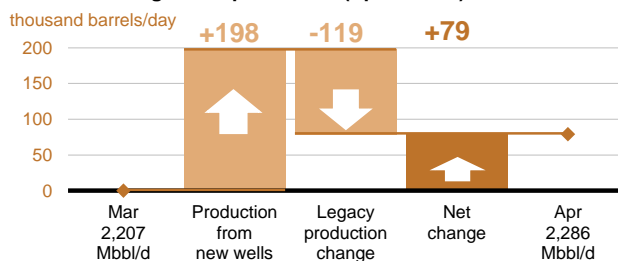 thousand barrels/day
+198 -119 +79
200
150
100
50
0
Mar Production Legacy Net Apr
2,207 from production change 2,286
Mbbl/d new wells change Mbbl/d